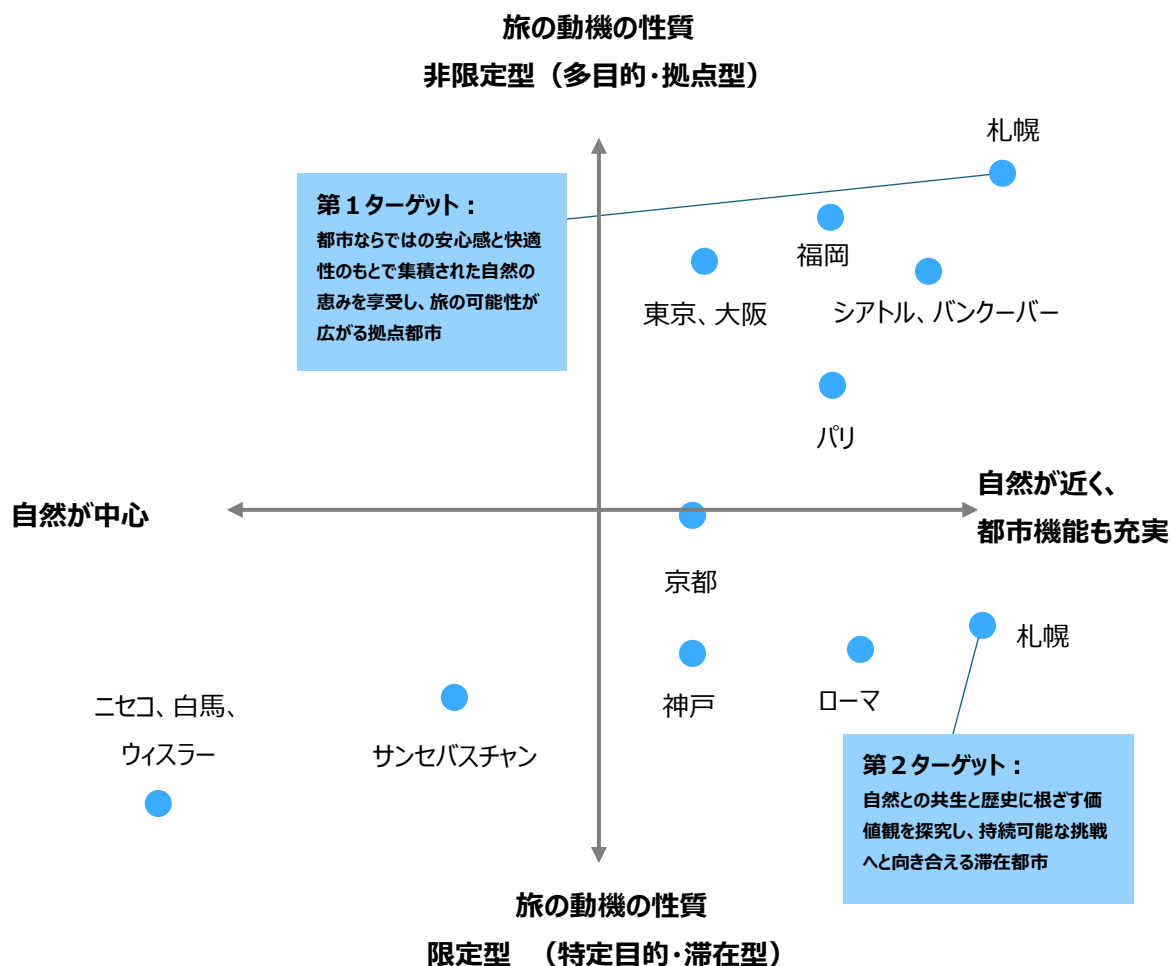 旅の動機の性質
非限定型（多目的・拠点型）
札幌
第１ターゲット：
都市ならではの安心感と快適
性のもとで集積された自然の
恵みを享受し、旅の可能性が
広がる拠点都市
福岡
東京、大阪
シアトル、バンクーバー
パリ
自然が中心
自然が近く、
都市機能も充実
京都
札幌
神戸
ローマ
ニセコ、白馬、
ウィスラー
サンセバスチャン
第２ターゲット：
自然との共生と歴史に根ざす価
値観を探究し、持続可能な挑戦
へと向き合える滞在都市
旅の動機の性質
限定型　（特定目的・滞在型）